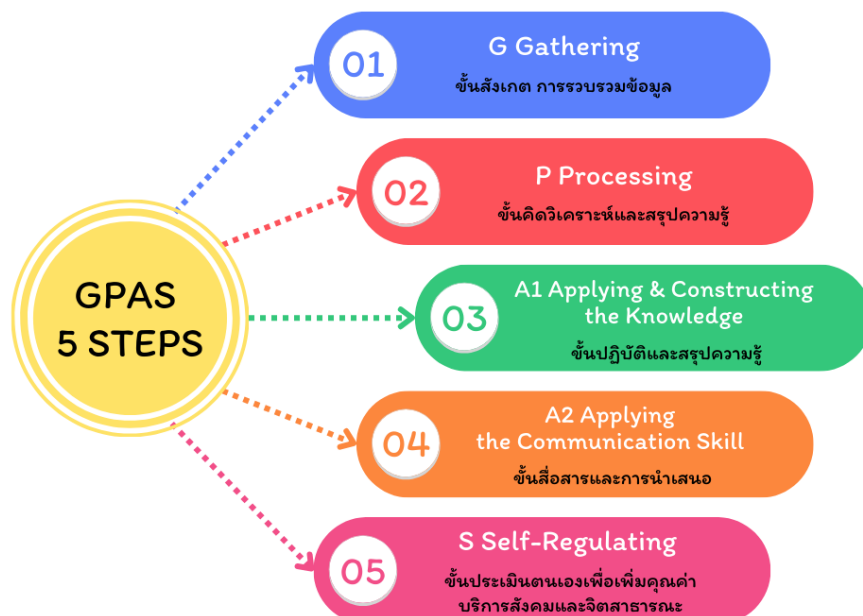 GPAS
5 STEPS
01
G Gathering
ขั้นสังเกต การรวบรวมข้อมูล
02
P Processing
ขั้นคิดวิเคราะห์และสรุปความรู้
03
A1 Applying & Constructing
the Knowledge
ขั้นปฏิบัติและสรุปความรู้
04
A2 Applying
the Communication Skill
ขั้นสื่อสารและการนำเสนอ
05
S Self-Regulating
ขั้นประเมินตนเองเพื่อเพิ่มคุณค่า
บริการสังคมและจิตสาธารณะ